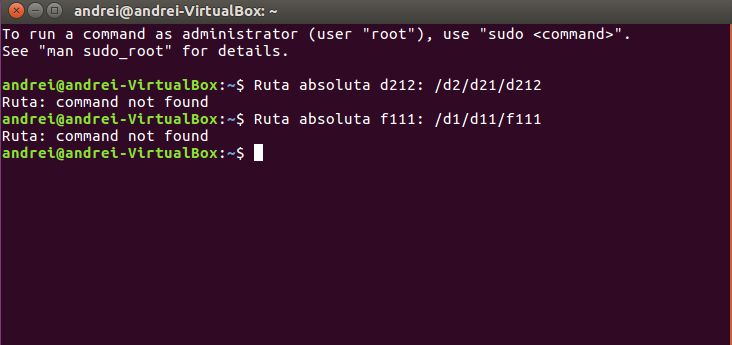 andrei@andrei-VirtualBox: ~
To run a command as administrator (user "root"), use "sudo <command>".
See "man sudo_root" for details.
andrei@andrei-VirtualBox:~$ Ruta absoluta d212: /d2/d21/d212
Ruta: command not found
andrei@andrei-VirtualBox:~$ Ruta absoluta f111: /d1/d11/f111
Ruta: command not found
andrei@andrei-VirtualBox:~$